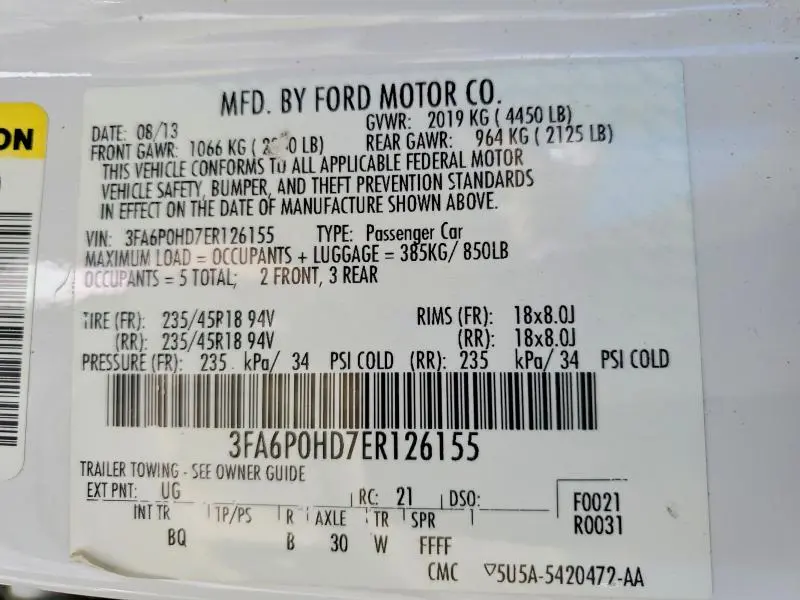 ON
MFD. BY FORD MOTOR CO.
DATE: 08/13 GVWR: 2019 KG ( 4450 LB)
FRONT GAWR: 1066 KG ( LB) REAR GAWR: 964 KG ( 2125 LB)
THIS VEHICLE CONFORMS TO ALL APPLICABLE FEDERAL MOTOR
VEHICLE SAFETY, BUMPER, AND THEFT PREVENTION STANDARDS
IN EFFECT ON THE DATE OF MANUFACTURE SHOWN ABOVE.
VIN: 3FA6P0HD7ER126155 TYPE: Passenger Car
MAXIMUM LOAD = OCCUPANTS + LUGGAGE = 385KG/ 850LB
OCCUPANTS = 5 TOTAL; 2 FRONT, 3 REAR
TIRE (FR): 235/45R18 94V RIMS (FR): 18x8.0J
(RR): 235/45R18 94V (RR): 18x8.0J
PRESSURE (FR): 235 kPa/ 34 PSI COLD (RR): 235 kPa/ 34 PSI COLD
3FA6P0HD7ER126155
TRAILER TOWING - SEE OWNER GUIDE
EXT PNT: UG RC: 21 DSO: F0021
INT TR TP/PS R AXLE TR SPR R0031
BQ B 30 W FFFF
CMC ▽5U5A-5420472-AA